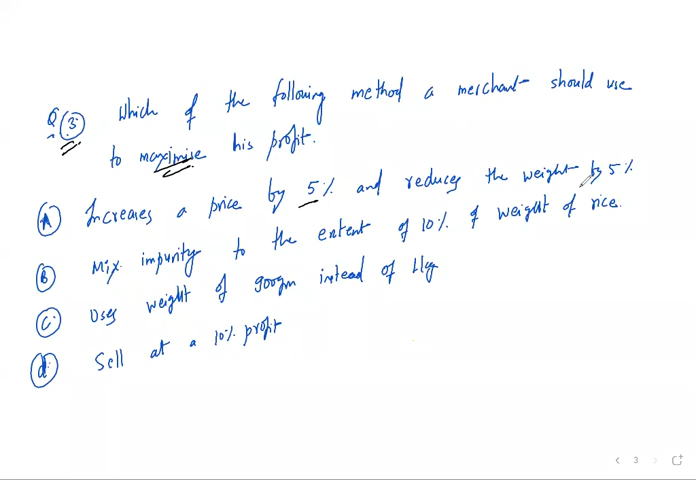 Q 3 Which of the following method a merchant should use
to maximise his profit.
A Increases a price by 5% and reduces the weight by 5%
B Mix impurity to the extent of 10% of weight of rice.
C Uses weight of 900gm instead of 1kg
d Sell at a 10% profit
3